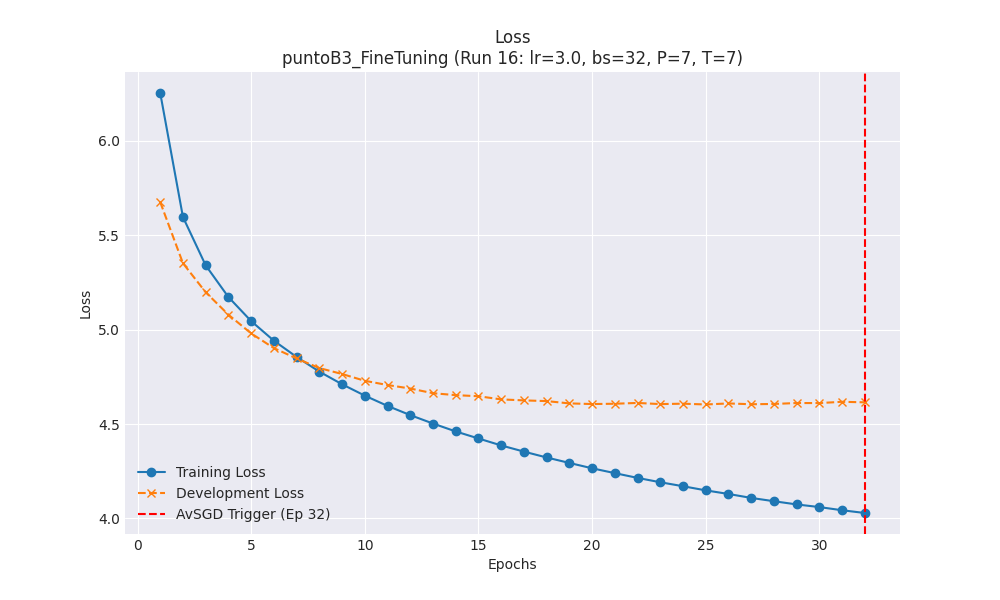 Loss
puntoB3_FineTuning (Run 16: lr=3.0, bs=32, P=7, T=7)
Loss
6.0
5.5
5.0
4.5
4.0
Training Loss
Development Loss
AvSGD Trigger (Ep 32)
0 5 10 15 20 25 30
Epochs